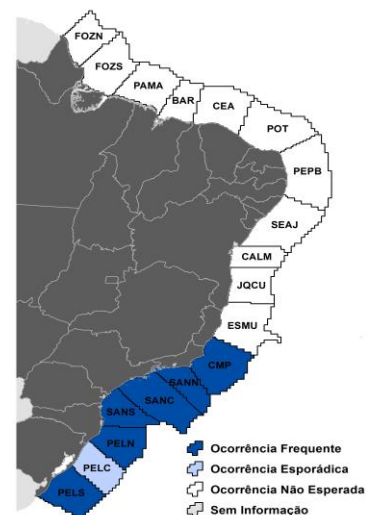 FOZN
FOZS
PAMA
BAR
CEA
POT
PEPB
SEAJ
CALM
JQCU
ESMU
CMP
SANN
SANC
SANS
PELN
PELC
PELS
Ocorrência Frequente
Ocorrência Esporádica
Ocorrência Não Esperada
Sem Informação